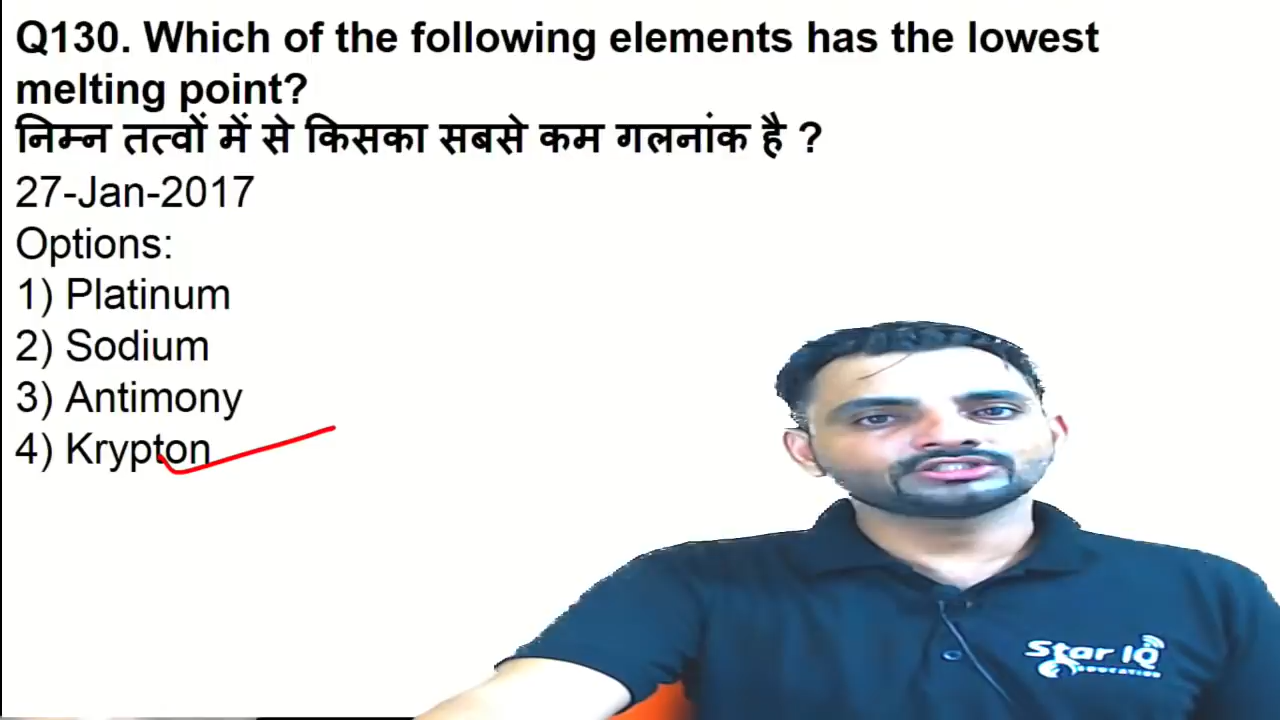 Q130. Which of the following elements has the lowest
melting point?
निम्न तत्वों में से किसका सबसे कम गलनांक है ?
27-Jan-2017
Options:
1) Platinum
2) Sodium
3) Antimony
4) Krypton
Star IQ
EDUCATION